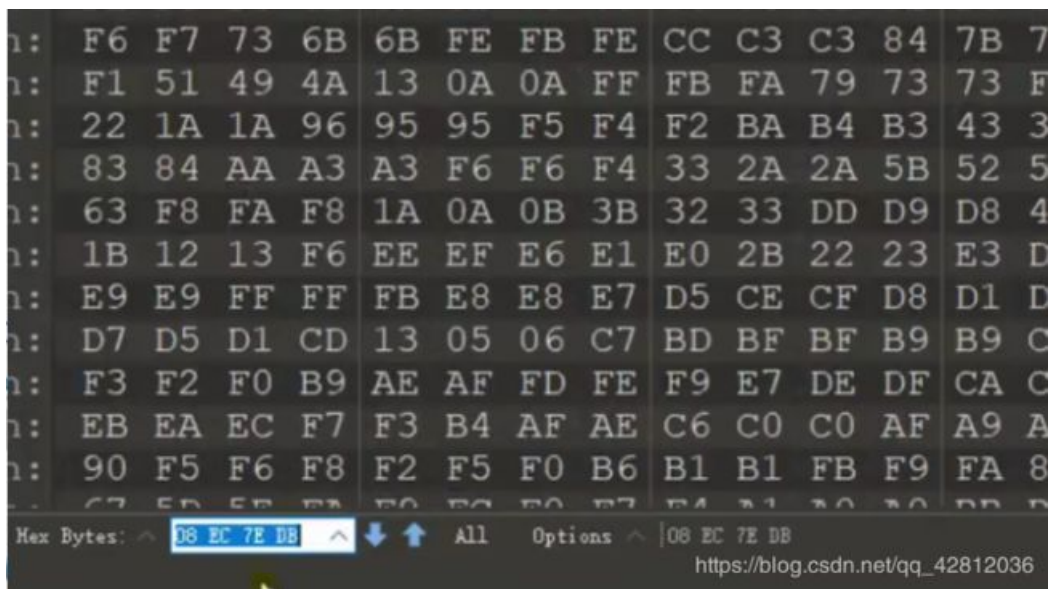 h: F6 F7 73 6B 6B FE FB FE CC C3 C3 84 7B 7
h: F1 51 49 4A 13 0A 0A FF FB FA 79 73 73 F
h: 22 1A 1A 96 95 95 F5 F4 F2 BA B4 B3 43 3
h: 83 84 AA A3 A3 F6 F6 F4 33 2A 2A 5B 52 5
h: 63 F8 FA F8 1A 0A 0B 3B 32 33 DD D9 D8 4
h: 1B 12 13 F6 EE EF E6 E1 E0 2B 22 23 E3 D
h: E9 E9 FF FF FB E8 E8 E7 D5 CE CF D8 D1 D
h: D7 D5 D1 CD 13 05 06 C7 BD BF BF B9 B9 C
h: F3 F2 F0 B9 AE AF FD FE F9 E7 DE DF CA C
h: EB EA EC F7 F3 B4 AF AE C6 C0 C0 AF A9 A
h: 90 F5 F6 F8 F2 F5 F0 B6 B1 B1 FB F9 FA 8
Hex Bytes: 08 EC 7E DB All Options 08 EC 7E DB
https://blog.csdn.net/qq_42812036